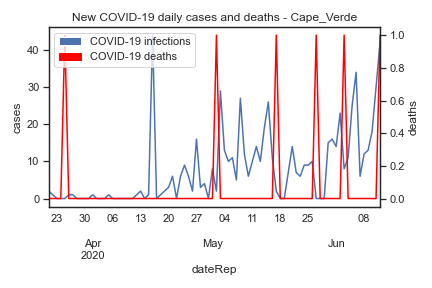 New COVID-19 daily cases and deaths - Cape_Verde
COVID-19 infections
COVID-19 deaths
cases
40
30
20
10
0
deaths
1.0
0.8
0.6
0.4
0.2
0.0
23 30 06 13 20 27 04 11 18 25 08
Apr May Jun
2020
dateRep